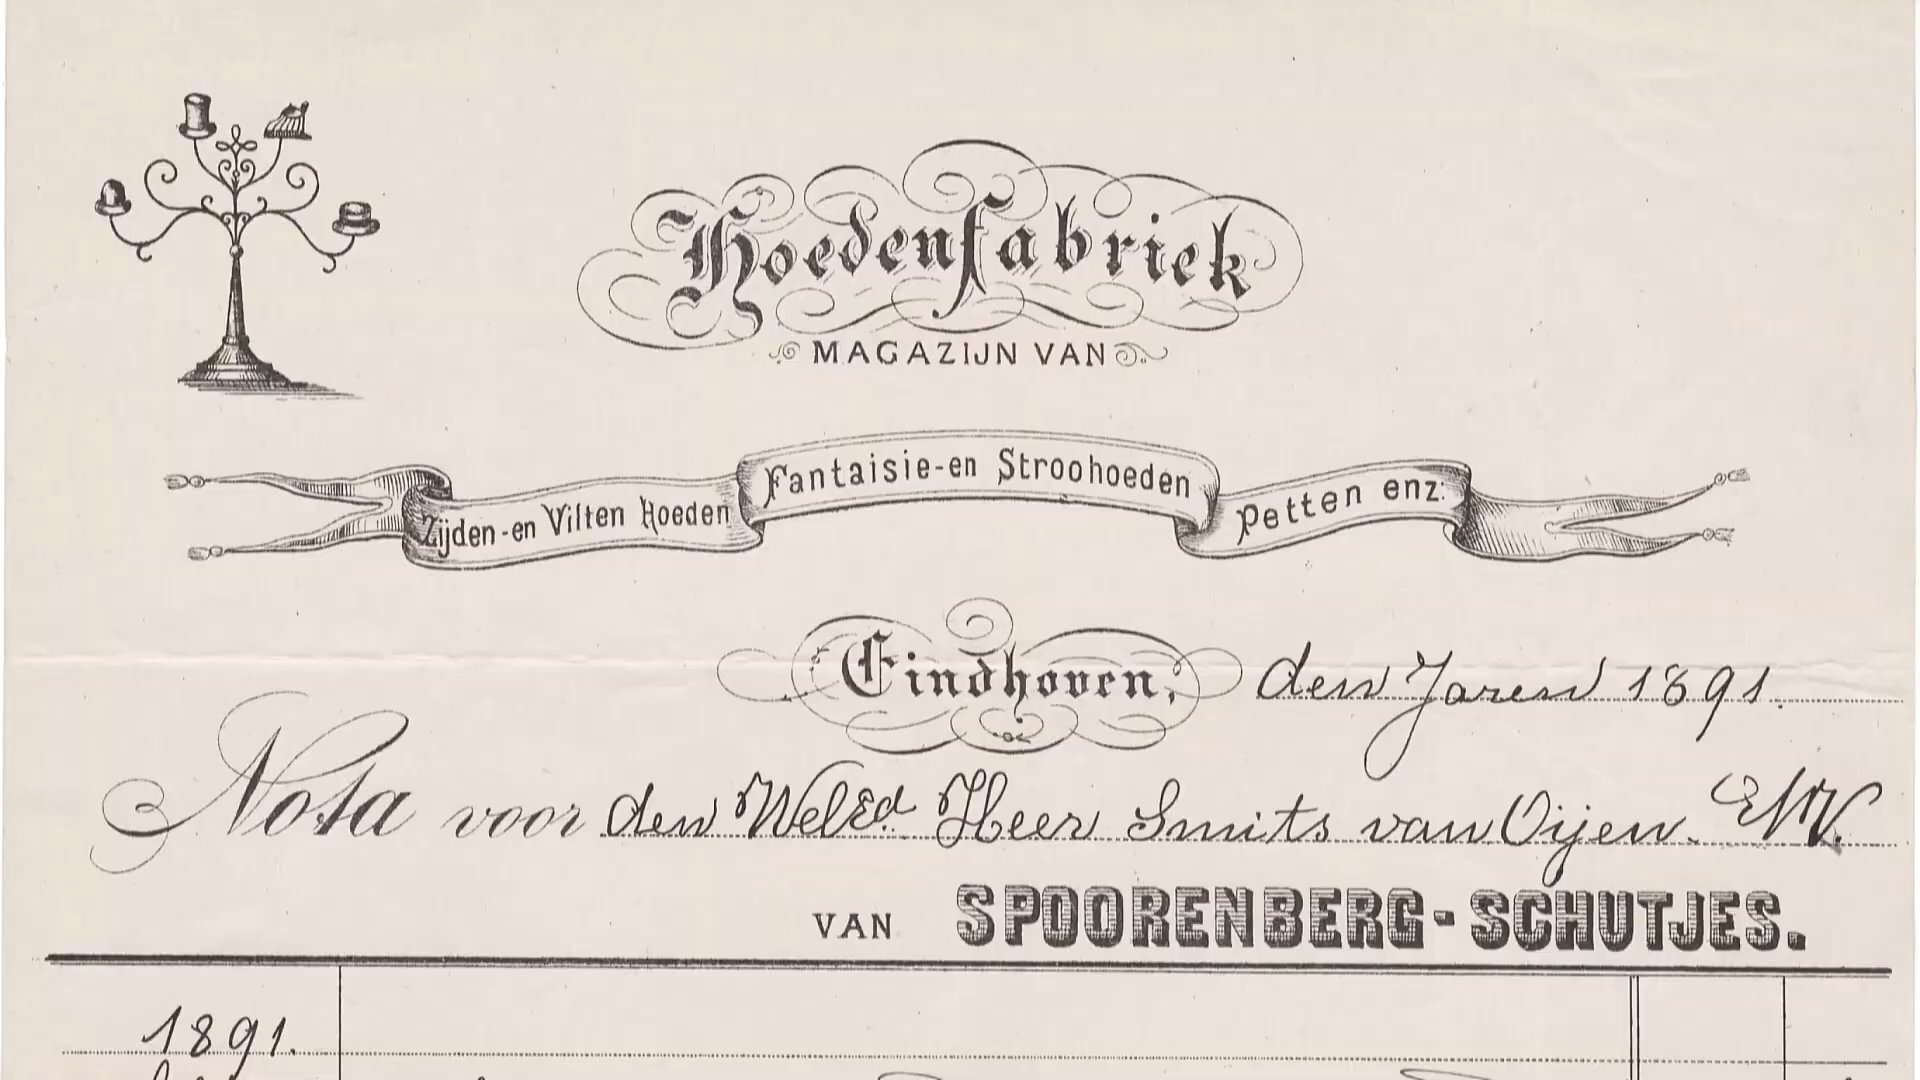 Hoedenfabriek
MAGAZIJN VAN
Zijden-en Vilten Hoeden Fantaisie-en Stroohoeden Petten enz.
Eindhoven, den Jaren 1891.
Nota voor den WelEd Heer Smits van Oijen.
VAN SPOORENBERG-SCHUTJES.
1891.